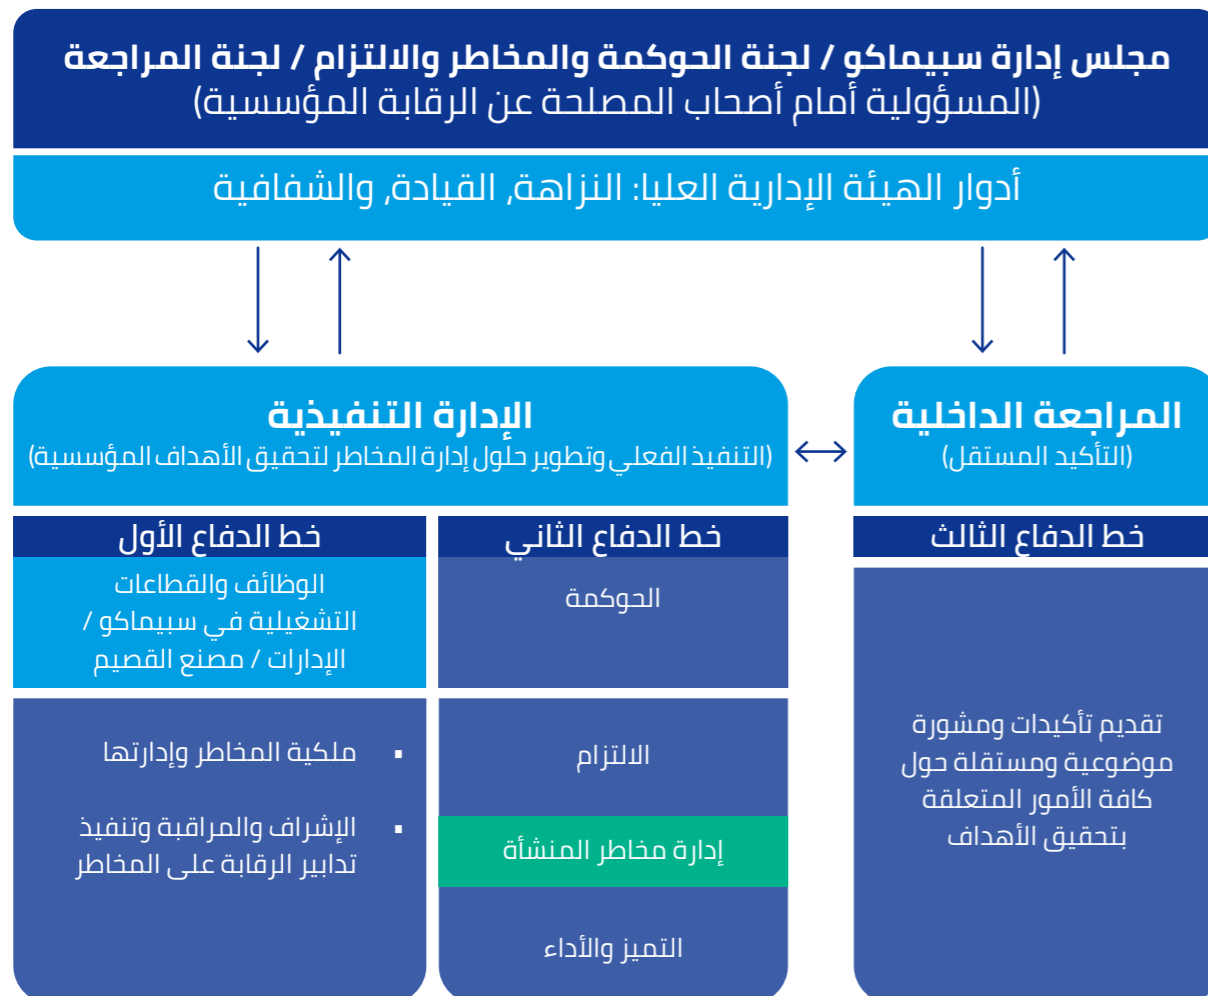 مجلس إدارة سبيماكو / لجنة الحوكمة والمخاطر والالتزام / لجنة المراجعة
(المسؤولية أمام أصحاب المصلحة عن الرقابة المؤسسية)
أدوار الهيئة الإدارية العليا: النزاهة, القيادة, والشفافية
المراجعة الداخلية
(التأكيد المستقل)
الإدارة التنفيذية
(التنفيذ الفعلي وتطوير حلول إدارة المخاطر لتحقيق الأهداف المؤسسية)
خط الدفاع الثالث
تقديم تأكيدات ومشورة
موضوعية ومستقلة حول
كافة الأمور المتعلقة
بتحقيق الأهداف
خط الدفاع الثاني
الحوكمة
الالتزام
إدارة مخاطر المنشأة
التميز والأداء
خط الدفاع الأول
الوظائف والقطاعات
التشغيلية في سبيماكو /
الإدارات / مصنع القصيم
▪ ملكية المخاطر وإدارتها
▪ الإشراف والمراقبة وتنفيذ
تدابير الرقابة على المخاطر